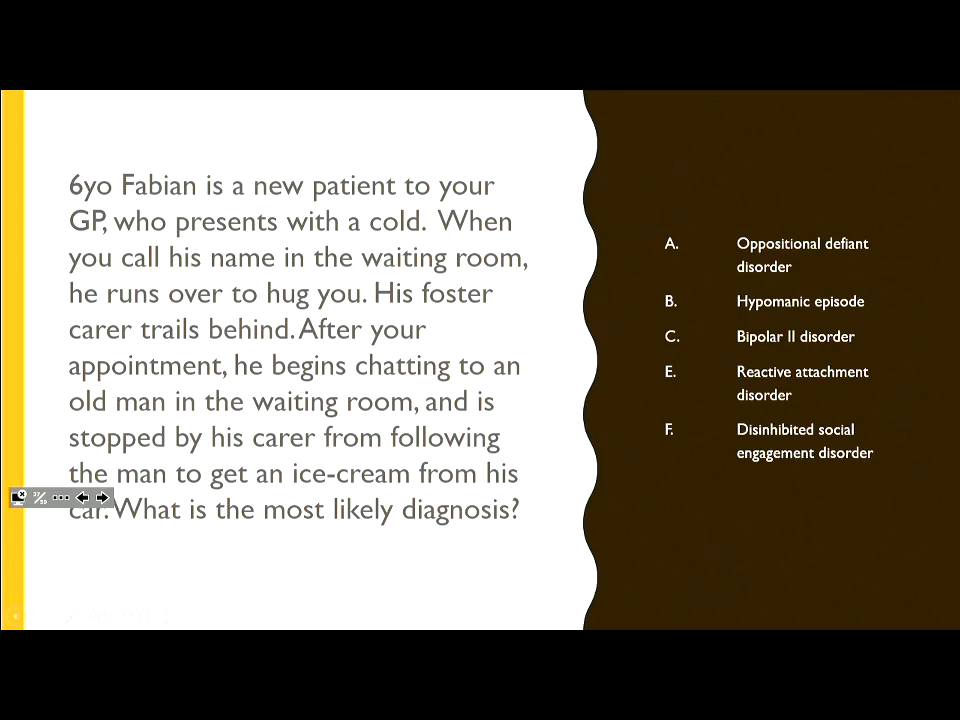 6yo Fabian is a new patient to your
GP, who presents with a cold. When
you call his name in the waiting room,
he runs over to hug you. His foster
carer trails behind. After your
appointment, he begins chatting to an
old man in the waiting room, and is
stopped by his carer from following
the man to get an ice-cream from his
car. What is the most likely diagnosis?
37/59
A. Oppositional defiant
disorder
B. Hypomanic episode
C. Bipolar II disorder
E. Reactive attachment
disorder
F. Disinhibited social
engagement disorder